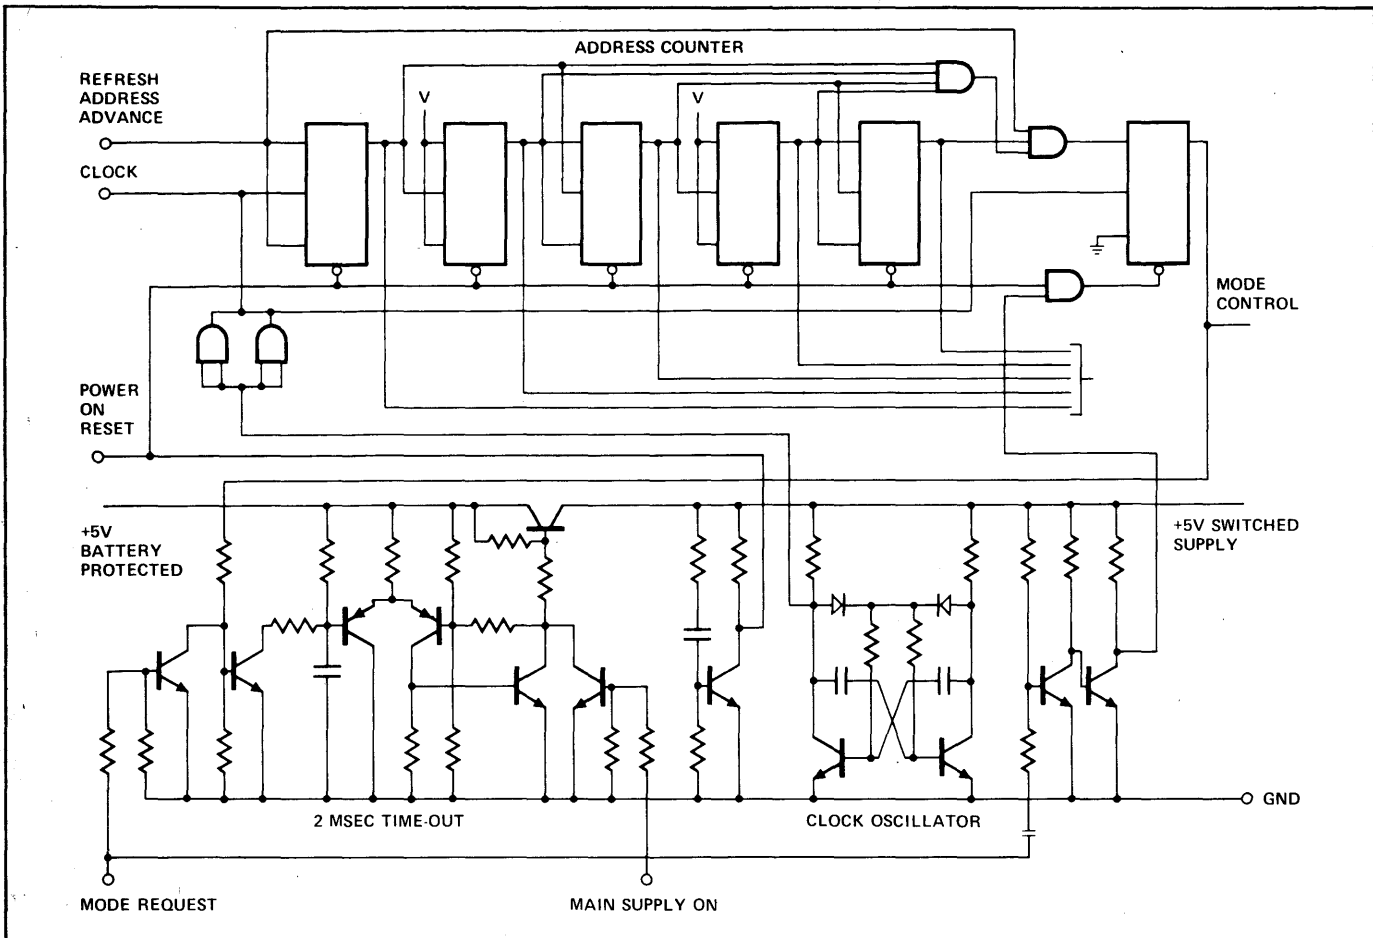 ADDRESS COUNTER
REFRESH
ADDRESS
ADVANCE
CLOCK
V
V
MODE
CONTROL
POWER
ON
RESET
+5V
BATTERY
PROTECTED
+5V SWITCHED
SUPPLY
2 MSEC TIME-OUT
CLOCK OSCILLATOR
GND
MODE REQUEST
MAIN SUPPLY ON